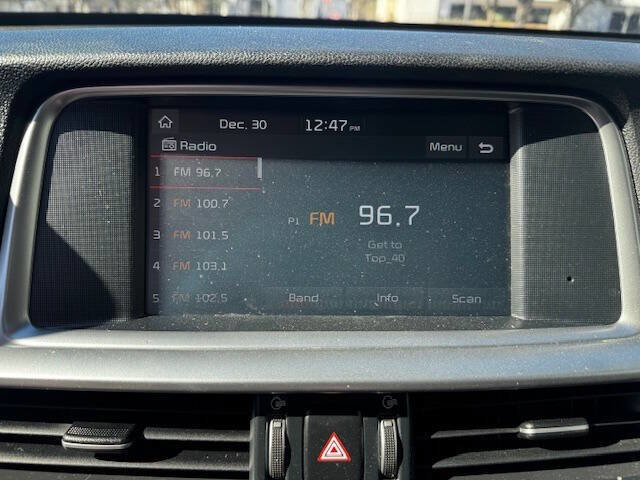 Dec. 30 12:47 PM
Radio Menu
1 FM 96.7
2 FM 100.7
3 FM 101.5
4 FM 103.1
5 FM 102.5
P1 FM 96.7
Get to
Top_40
Band Info Scan